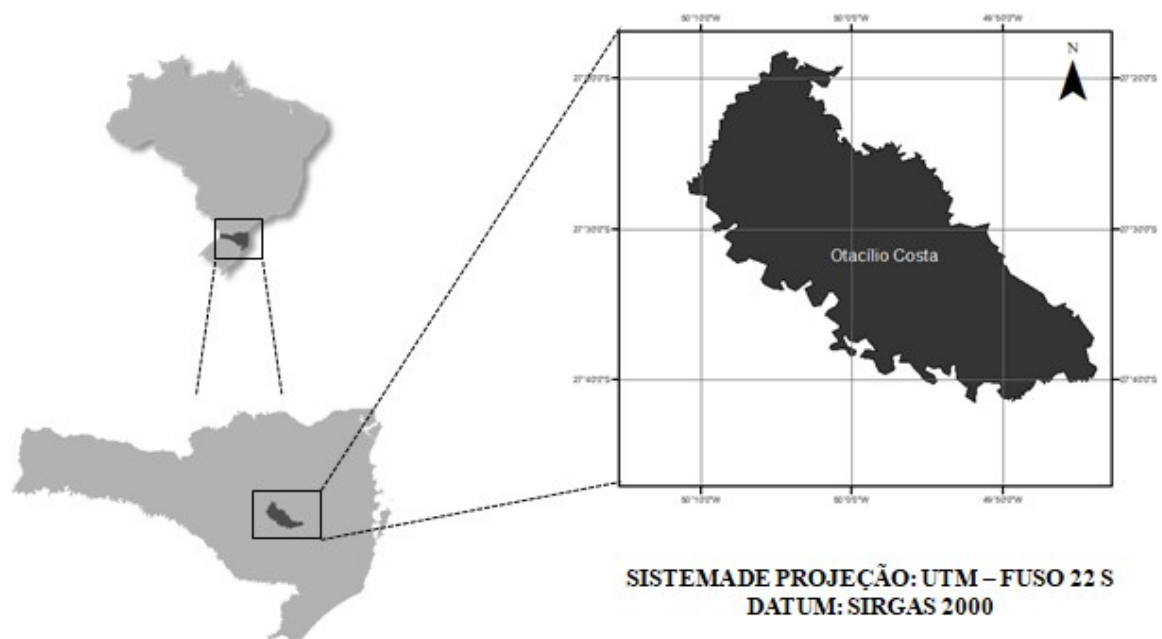 50°10'0"W 50°0'0"W 49°50'0"W
N
27°20'0"S 27°20'0"S
27°30'0"S 27°30'0"S
Otacílio Costa
27°40'0"S 27°40'0"S
50°10'0"W 50°0'0"W 49°50'0"W
SISTEMADE PROJEÇÃO: UTM – FUSO 22 S
DATUM: SIRGAS 2000